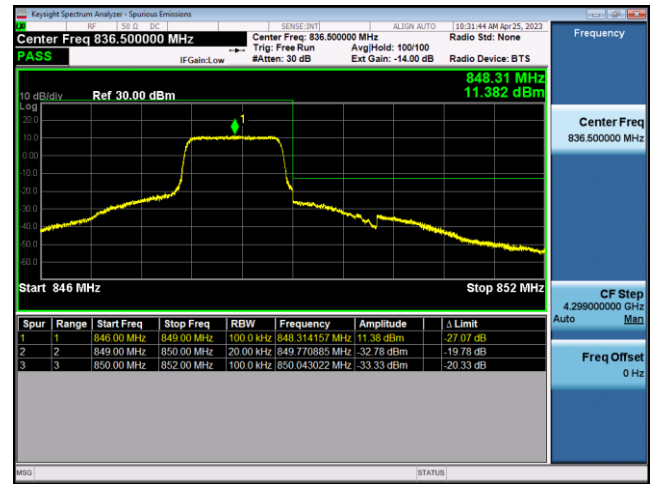 Keysight Spectrum Analyzer - Spurious Emissions
RF 50 Ω DC SENSE:INT ALIGN AUTO 10:31:44 AM Apr 25, 2023
Center Freq 836.500000 MHz
Center Freq: 836.500000 MHz
Radio Std: None
Trig: Free Run
Avg|Hold: 100/100
PASS
IFGain:Low
#Atten: 30 dB
Ext Gain: -14.00 dB
Radio Device: BTS
848.31 MHz
11.382 dBm
10 dB/div
Ref 30.00 dBm
Log
1
20.0
10.0
0.00
-10.0
-20.0
-30.0
-40.0
-50.0
-60.0
Start 846 MHz
Stop 852 MHz
Spur Range Start Freq Stop Freq RBW Frequency Amplitude Δ Limit
1 1 846.00 MHz 849.00 MHz 100.0 kHz 848.314157 MHz 11.38 dBm -27.07 dB
2 2 849.00 MHz 850.00 MHz 20.00 kHz 849.770885 MHz -32.78 dBm -19.78 dB
3 3 850.00 MHz 852.00 MHz 100.0 kHz 850.043022 MHz -33.33 dBm -20.33 dB
MSG
STATUS
Frequency
Center Freq
836.500000 MHz
CF Step
4.299000000 GHz
Auto Man
Freq Offset
0 Hz